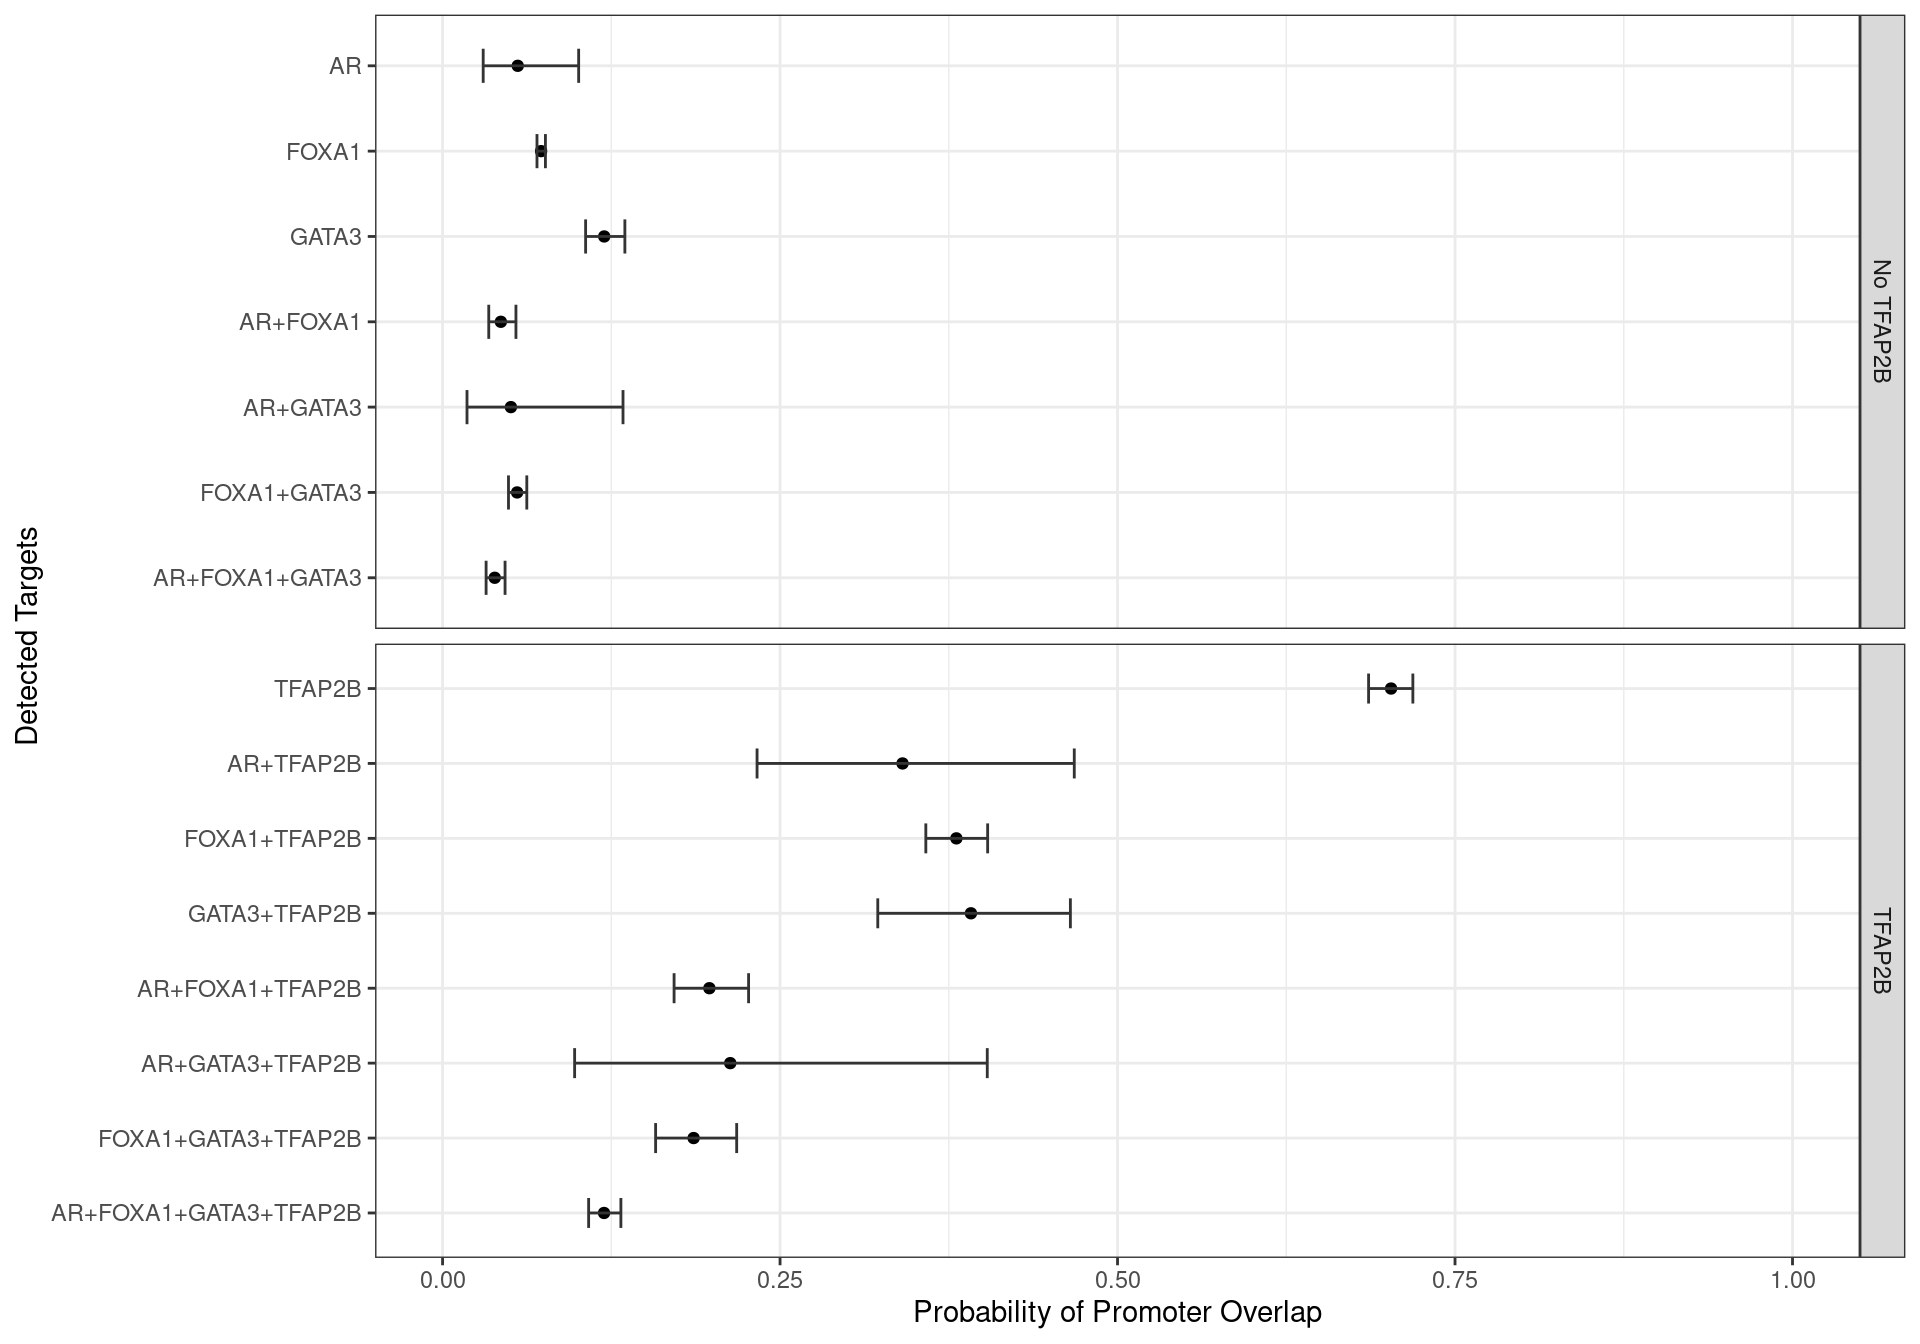 AR
FOXA1
GATA3
AR+FOXA1
AR+GATA3
FOXA1+GATA3
AR+FOXA1+GATA3
No TFAP2B
TFAP2B
AR+TFAP2B
FOXA1+TFAP2B
GATA3+TFAP2B
AR+FOXA1+TFAP2B
AR+GATA3+TFAP2B
FOXA1+GATA3+TFAP2B
AR+FOXA1+GATA3+TFAP2B
TFAP2B
Detected Targets
0.00 0.25 0.50 0.75 1.00
Probability of Promoter Overlap